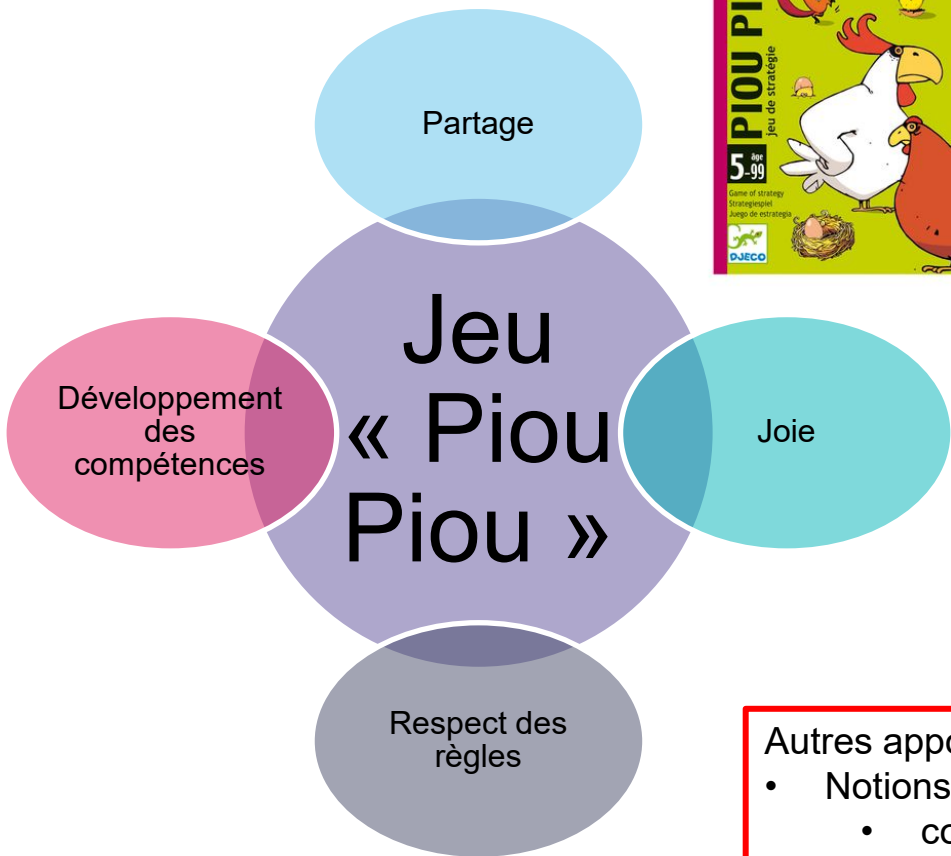 Partage
PIOU PI
jeu de stratégie
âge
5-99
Game of strategy
Strategiespiel
Juego de estrategia
DJECO
Jeu
« Piou
Piou »
Développement
des
compétences
Joie
Respect des
règles
Autres appo
• Notions
• co